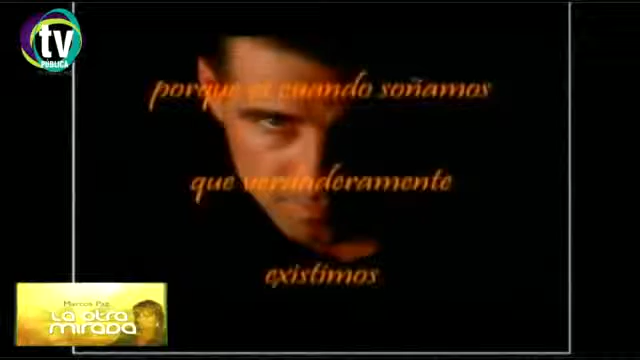 tv
PÚBLICA
porque es cuando soñamos
que verdaderamente
existimos
Marcos Paz
LA OTRA
MIRADA